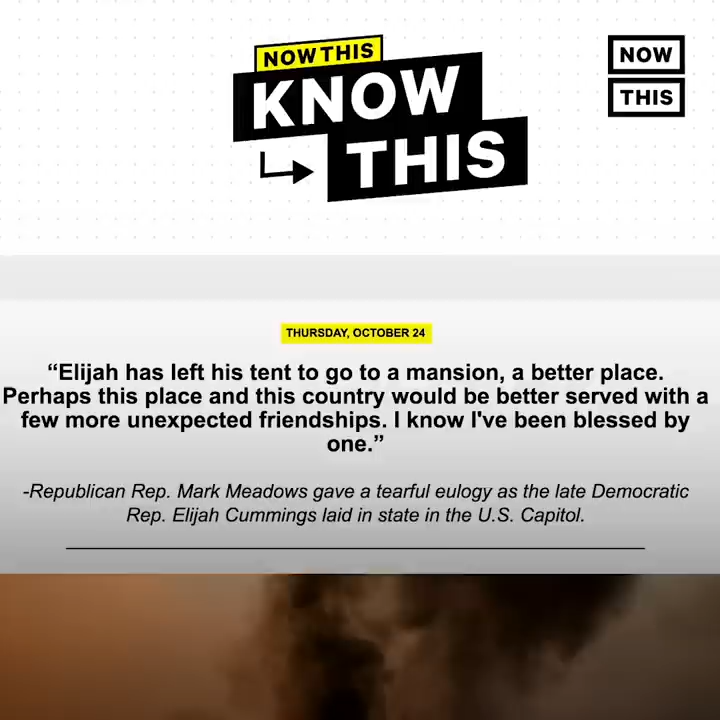 NOW THIS
KNOW
THIS
NOW
THIS
THURSDAY, OCTOBER 24
“Elijah has left his tent to go to a mansion, a better place.
Perhaps this place and this country would be better served with a
few more unexpected friendships. I know I've been blessed by
one.”
-Republican Rep. Mark Meadows gave a tearful eulogy as the late Democratic
Rep. Elijah Cummings laid in state in the U.S. Capitol.